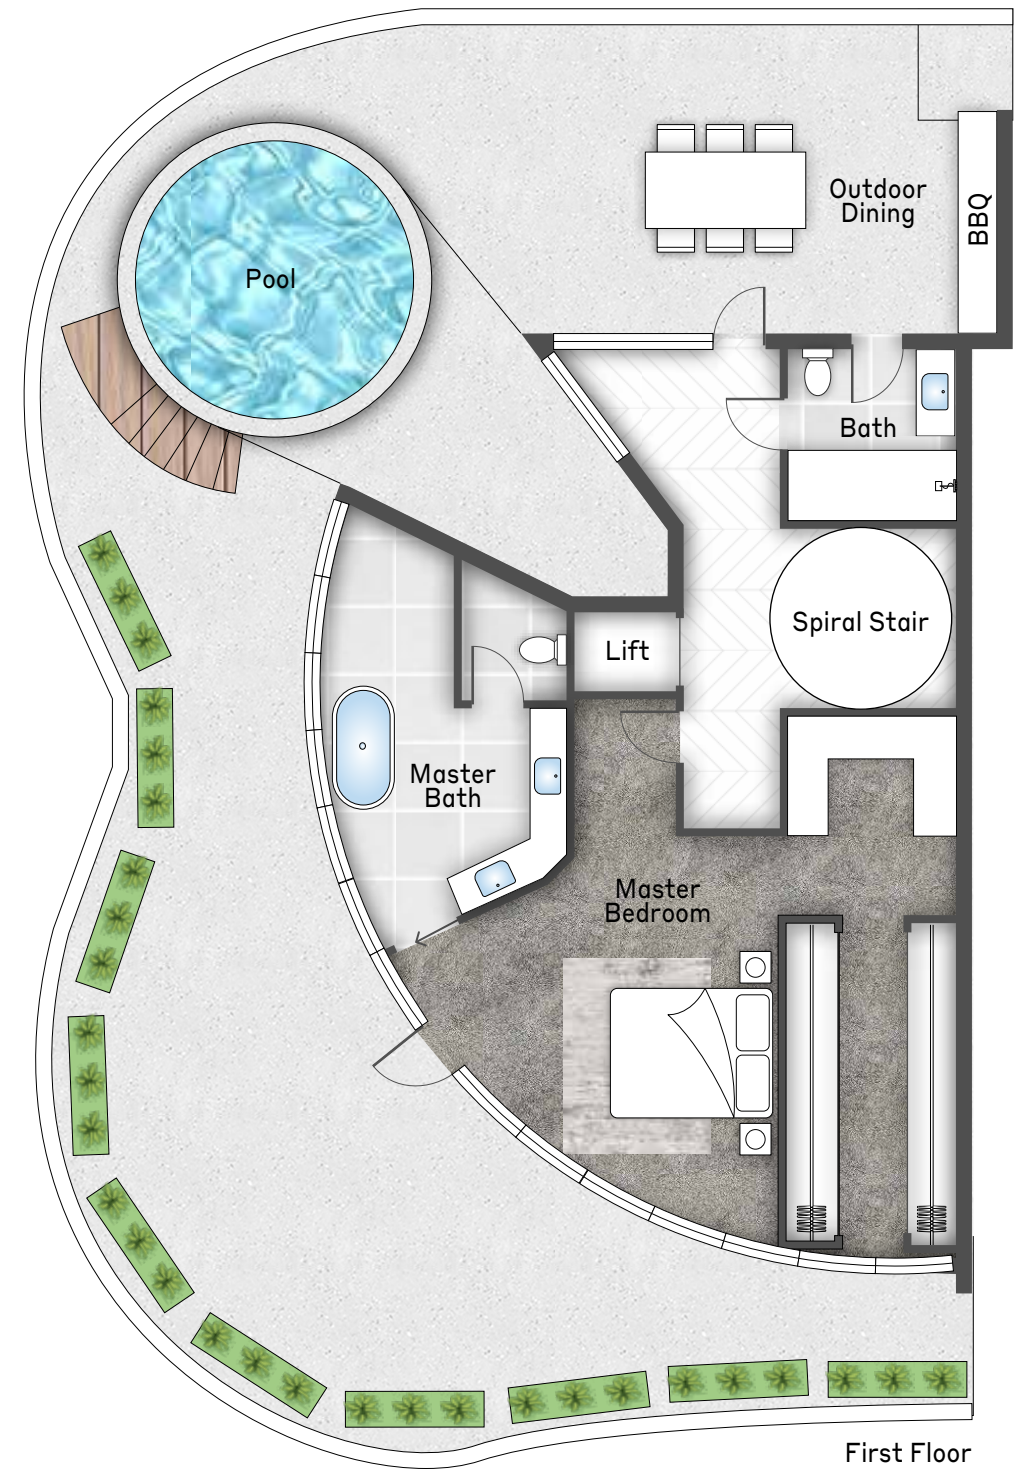 Outdoor
Dining
BBQ
Pool
Bath
Spiral Stair
Lift
Master
Bath
Master
Bedroom
First Floor